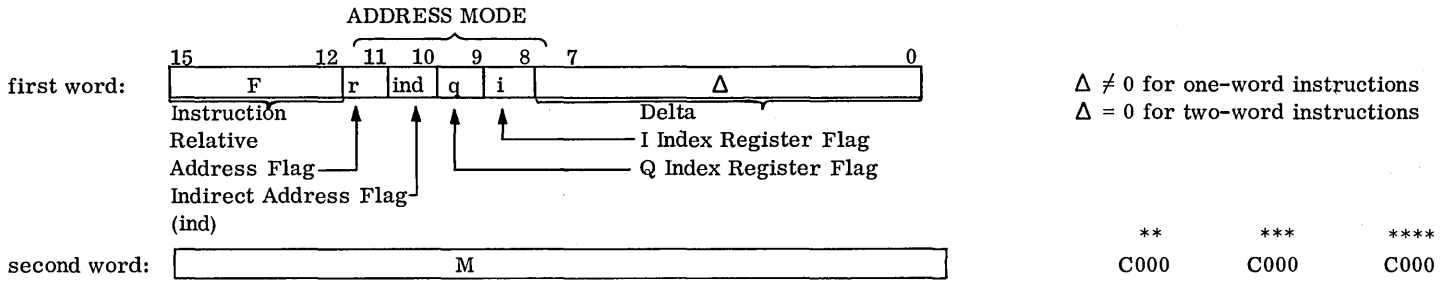 ADDRESS MODE
15 12 11 10 9 8 7 0
first word: F r ind q i Δ Δ ≠ 0 for one-word instructions
Instruction Delta Δ = 0 for two-word instructions
Relative I Index Register Flag
Address Flag Q Index Register Flag
Indirect Address Flag
(ind)
** *** ****
second word: M C000 C000 C000